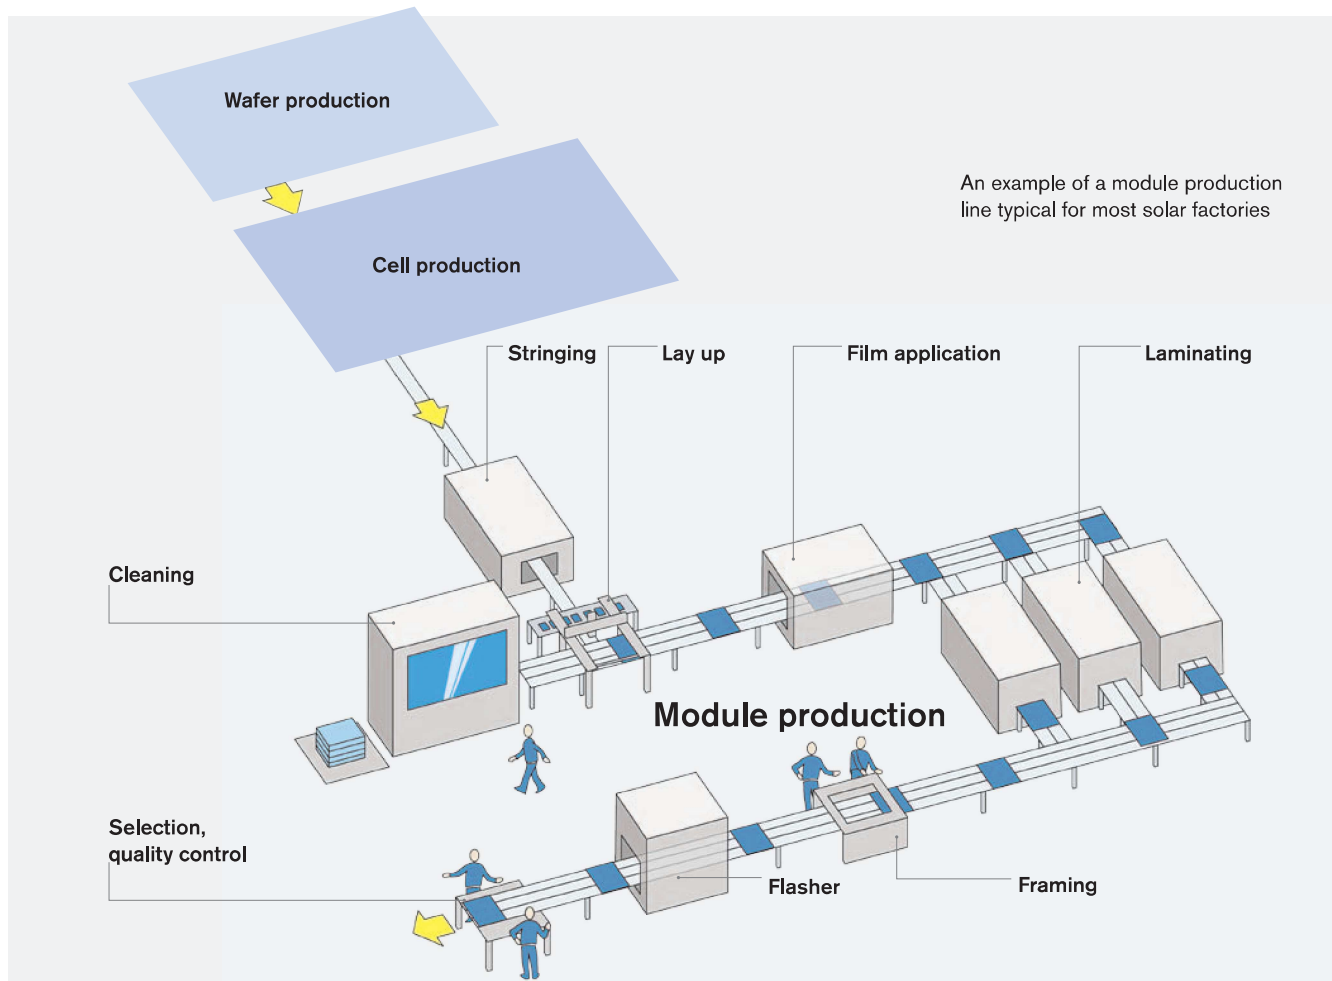 Wafer production
An example of a module production
line typical for most solar factories
Cell production
Stringing
Lay up
Film application
Laminating
Cleaning
Module production
Selection,
quality control
Flasher
Framing